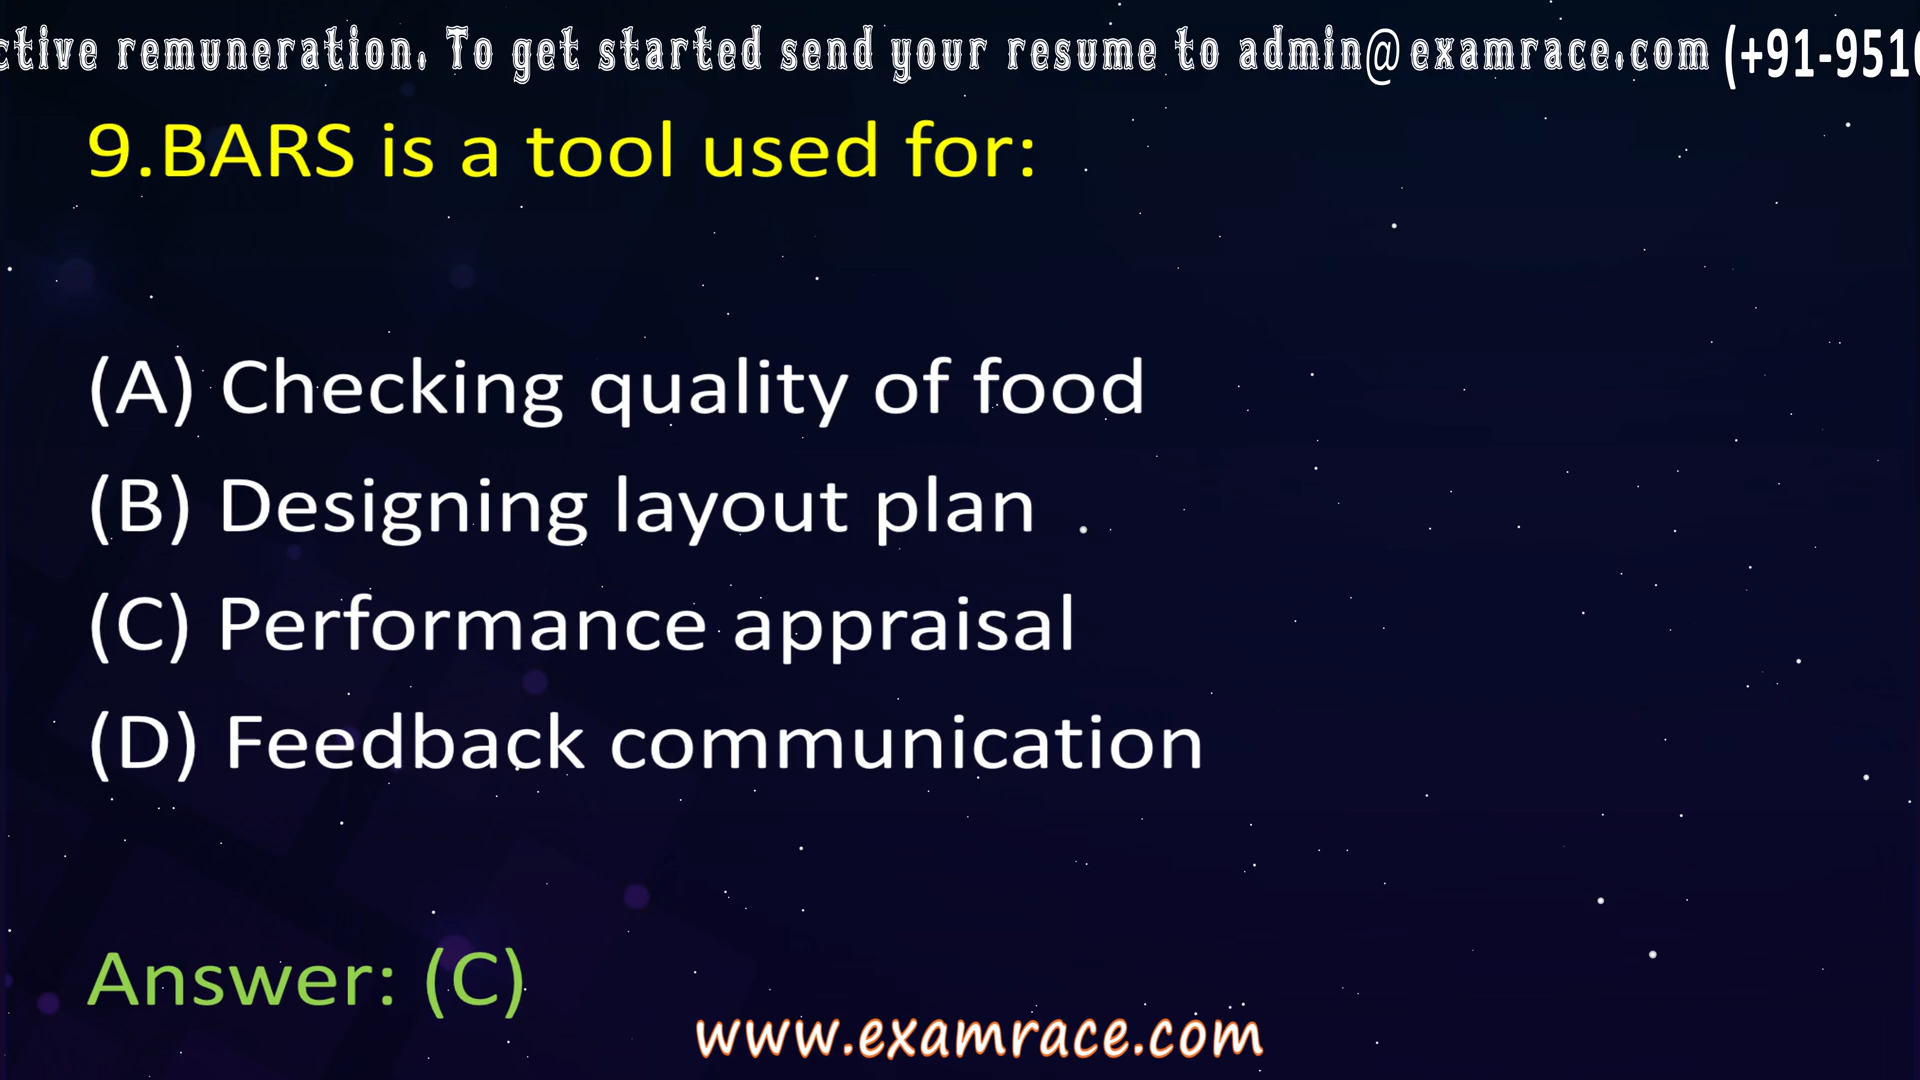 ctive remuneration. To get started send your resume to admin@examrace.com (+91-951
9.BARS is a tool used for:
(A) Checking quality of food
(B) Designing layout plan
(C) Performance appraisal
(D) Feedback communication
Answer: (C)
www.examrace.com